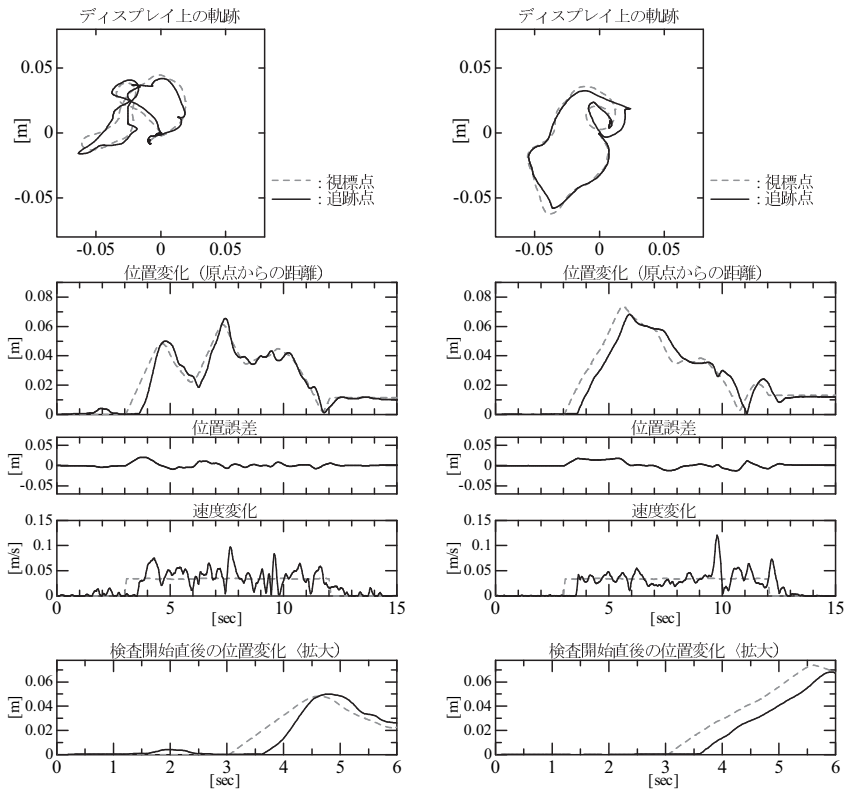 ディスプレイ上の軌跡
0.05
0
-0.05
[m]
-0.05 0 0.05
: 視標点
: 追跡点
位置変化（原点からの距離）
0.08
0.06
0.04
0.02
0
[m]
位置誤差
0.05
0
-0.05
[m]
速度変化
0.15
0.1
0.05
0
[m/s]
0 5 10 15
[sec]
検査開始直後の位置変化〈拡大〉
0.06
0.04
0.02
0
[m]
0 1 2 3 4 5 6
[sec]
ディスプレイ上の軌跡
0.05
0
-0.05
[m]
-0.05 0 0.05
: 視標点
: 追跡点
位置変化（原点からの距離）
0.08
0.06
0.04
0.02
0
[m]
位置誤差
0.05
0
-0.05
[m]
速度変化
0.15
0.1
0.05
0
[m/s]
0 5 10 15
[sec]
検査開始直後の位置変化〈拡大〉
0.06
0.04
0.02
0
[m]
0 1 2 3 4 5 6
[sec]